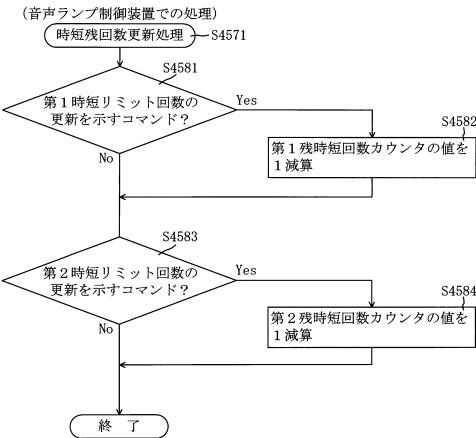 （音声ランプ制御装置での処理）
時短残回数更新処理
S4571
S4581
第１時短リミット回数の
更新を示すコマンド？
Yes
S4582
第１残時短回数カウンタの値を
１減算
No
S4583
第２時短リミット回数の
更新を示すコマンド？
Yes
S4584
第２残時短回数カウンタの値を
１減算
No
終 了